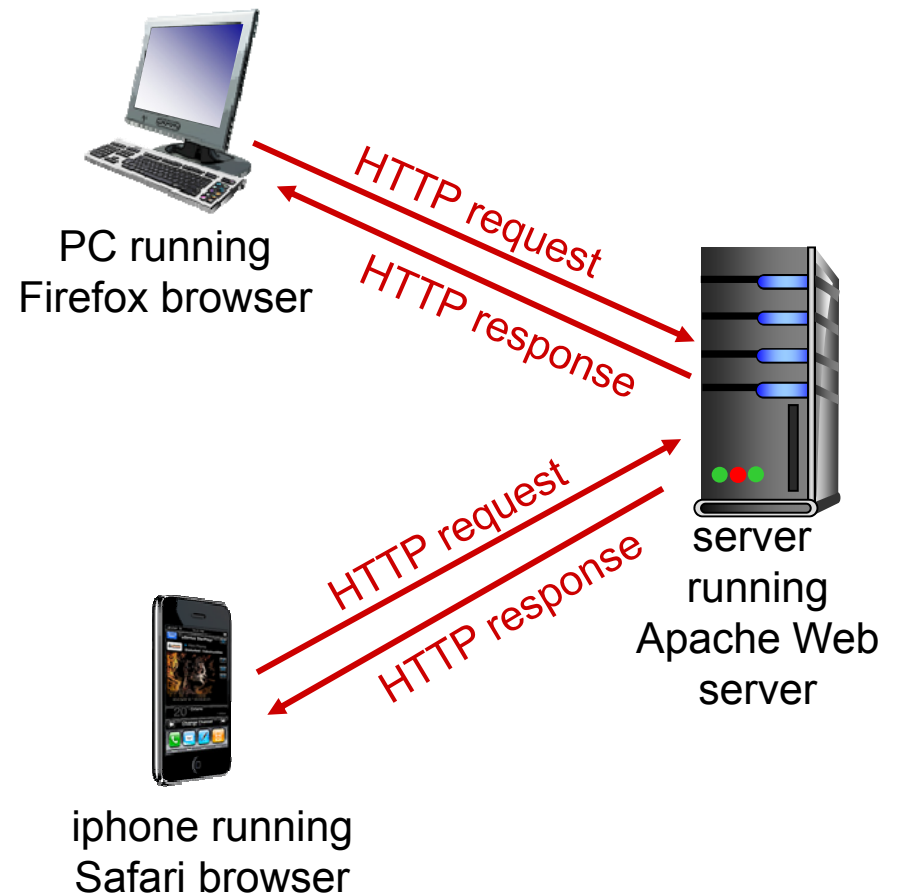 HTTP request
PC running
Firefox browser
HTTP response
HTTP request
server
running
Apache Web
server
HTTP response
iphone running
Safari browser